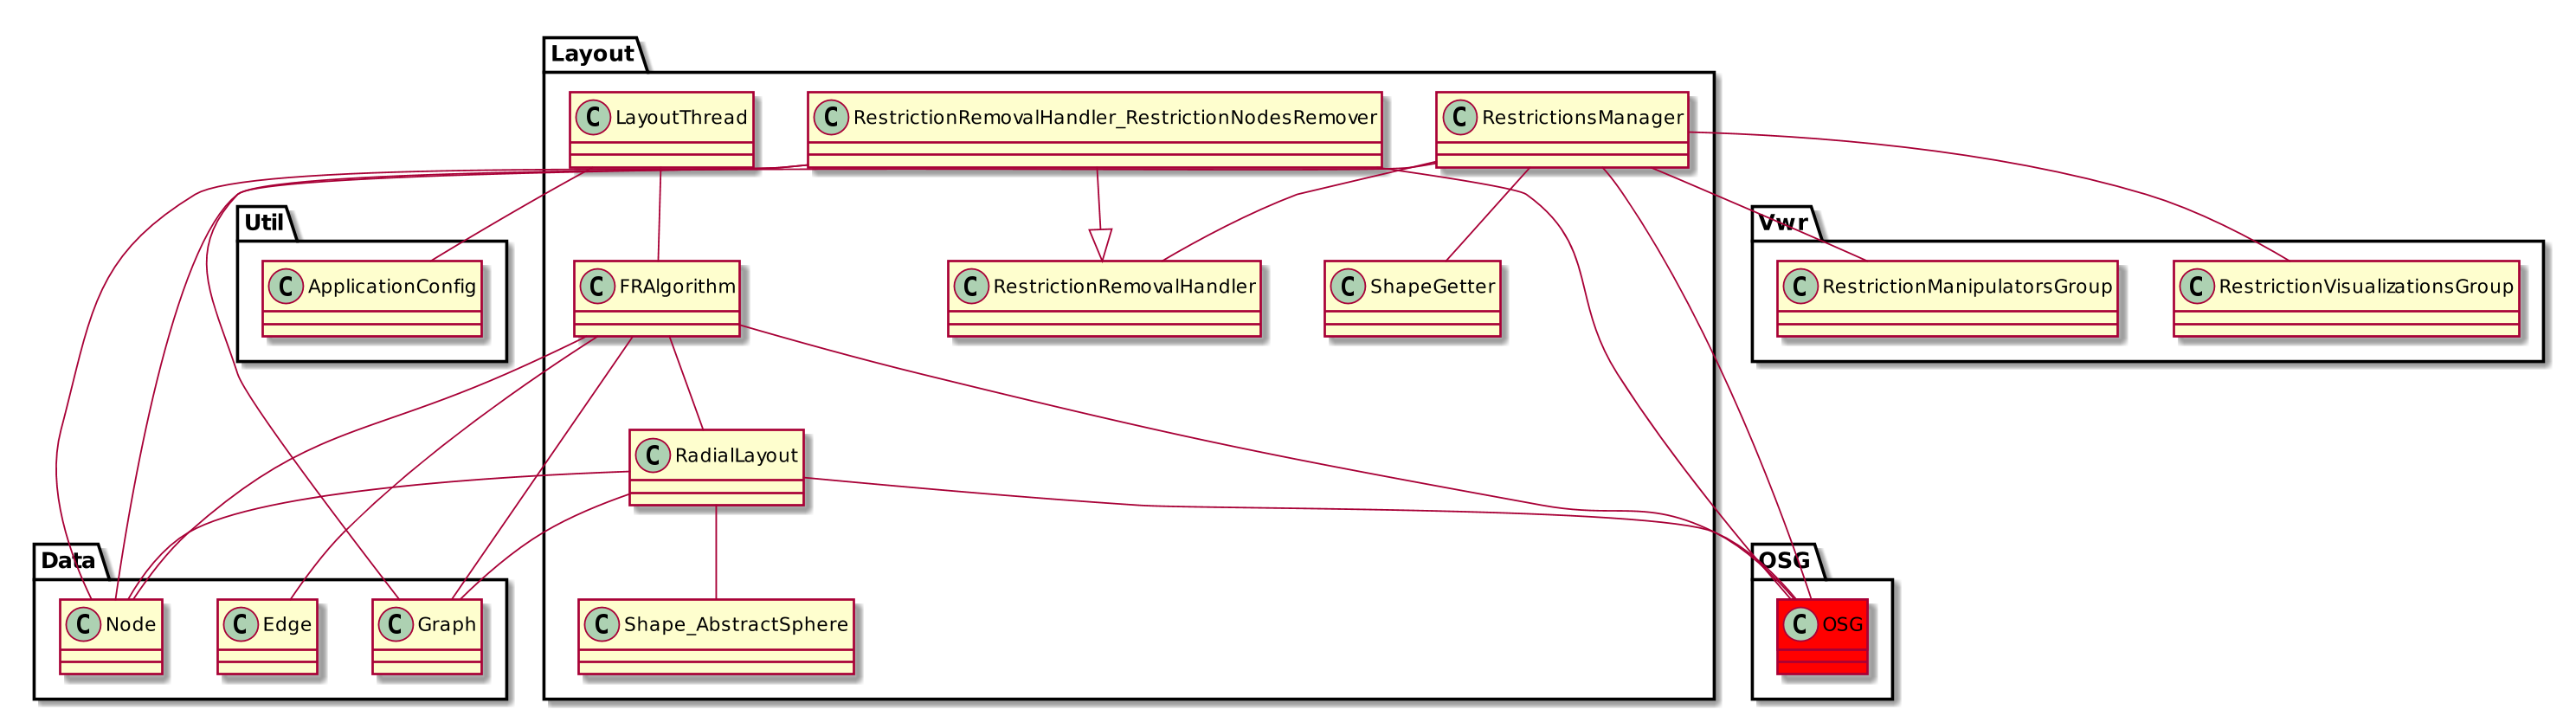 Layout
C LayoutThread
C RestrictionRemovalHandler_RestrictionNodesRemover
C RestrictionsManager
Util
Vwr
C ApplicationConfig
C FRAlgorithm
C RestrictionRemovalHandler
C ShapeGetter
C RestrictionManipulatorsGroup
C RestrictionVisualizationsGroup
C RadialLayout
Data
OSG
C Node
C Edge
C Graph
C Shape_AbstractSphere
C OSG